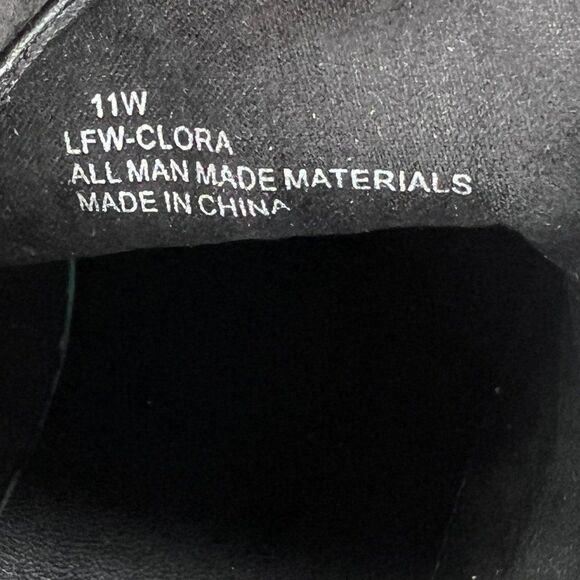 11W
LFW-CLORA
ALL MAN MADE MATERIALS
MADE IN CHINA